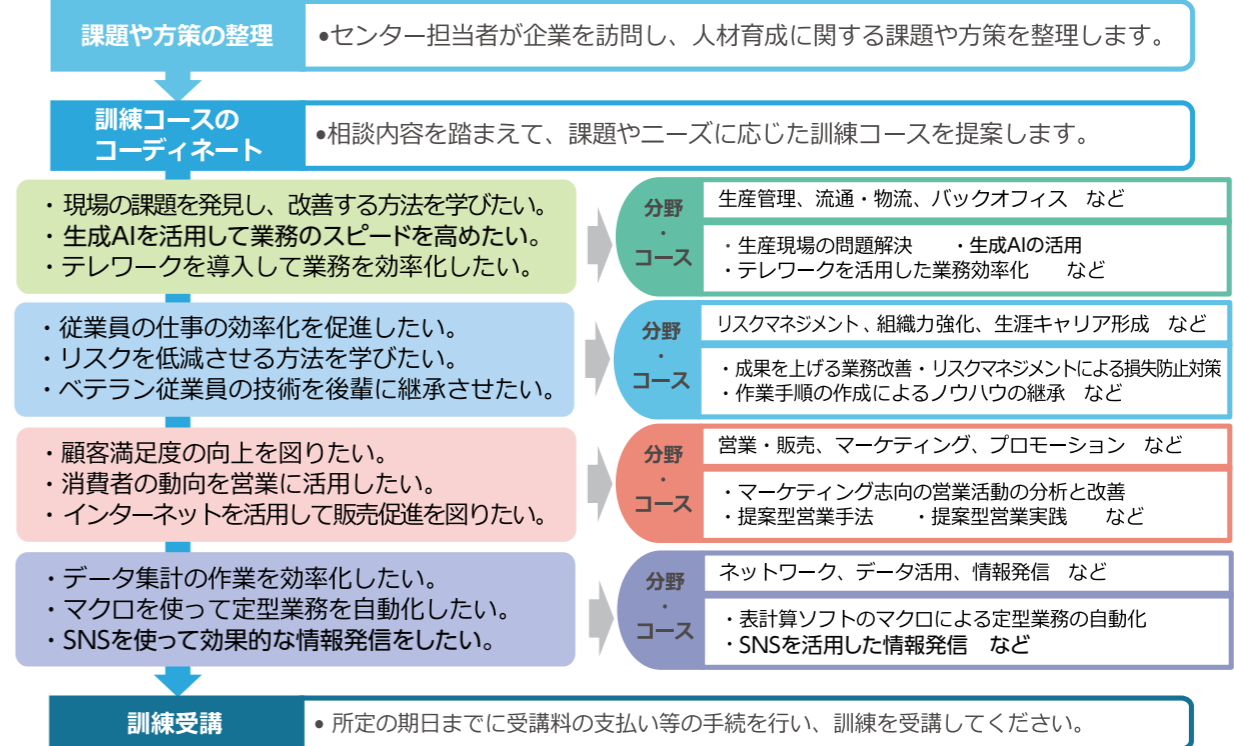 課題や方策の整理
•センター担当者が企業を訪問し、人材育成に関する課題や方策を整理します。
訓練コースの
コーディネート
•相談内容を踏まえて、課題やニーズに応じた訓練コースを提案します。
・現場の課題を発見し、改善する方法を学びたい。
・生成AIを活用して業務のスピードを高めたい。
・テレワークを導入して業務を効率化したい。
分野
・
コース
生産管理、流通・物流、バックオフィス など
・生産現場の問題解決 ・生成AIの活用
・テレワークを活用した業務効率化 など
・従業員の仕事の効率化を促進したい。
・リスクを低減させる方法を学びたい。
・ベテラン従業員の技術を後輩に継承させたい。
分野
・
コース
リスクマネジメント、組織力強化、生涯キャリア形成 など
・成果を上げる業務改善・リスクマネジメントによる損失防止対策
・作業手順の作成によるノウハウの継承 など
・顧客満足度の向上を図りたい。
・消費者の動向を営業に活用したい。
・インターネットを活用して販売促進を図りたい。
分野
・
コース
営業・販売、マーケティング、プロモーション など
・マーケティング志向の営業活動の分析と改善
・提案型営業手法 ・提案型営業実践 など
・データ集計の作業を効率化したい。
・マクロを使って定型業務を自動化したい。
・SNSを使って効果的な情報発信をしたい。
分野
・
コース
ネットワーク、データ活用、情報発信 など
・表計算ソフトのマクロによる定型業務の自動化
・SNSを活用した情報発信 など
訓練受講
• 所定の期日までに受講料の支払い等の手続を行い、訓練を受講してください。